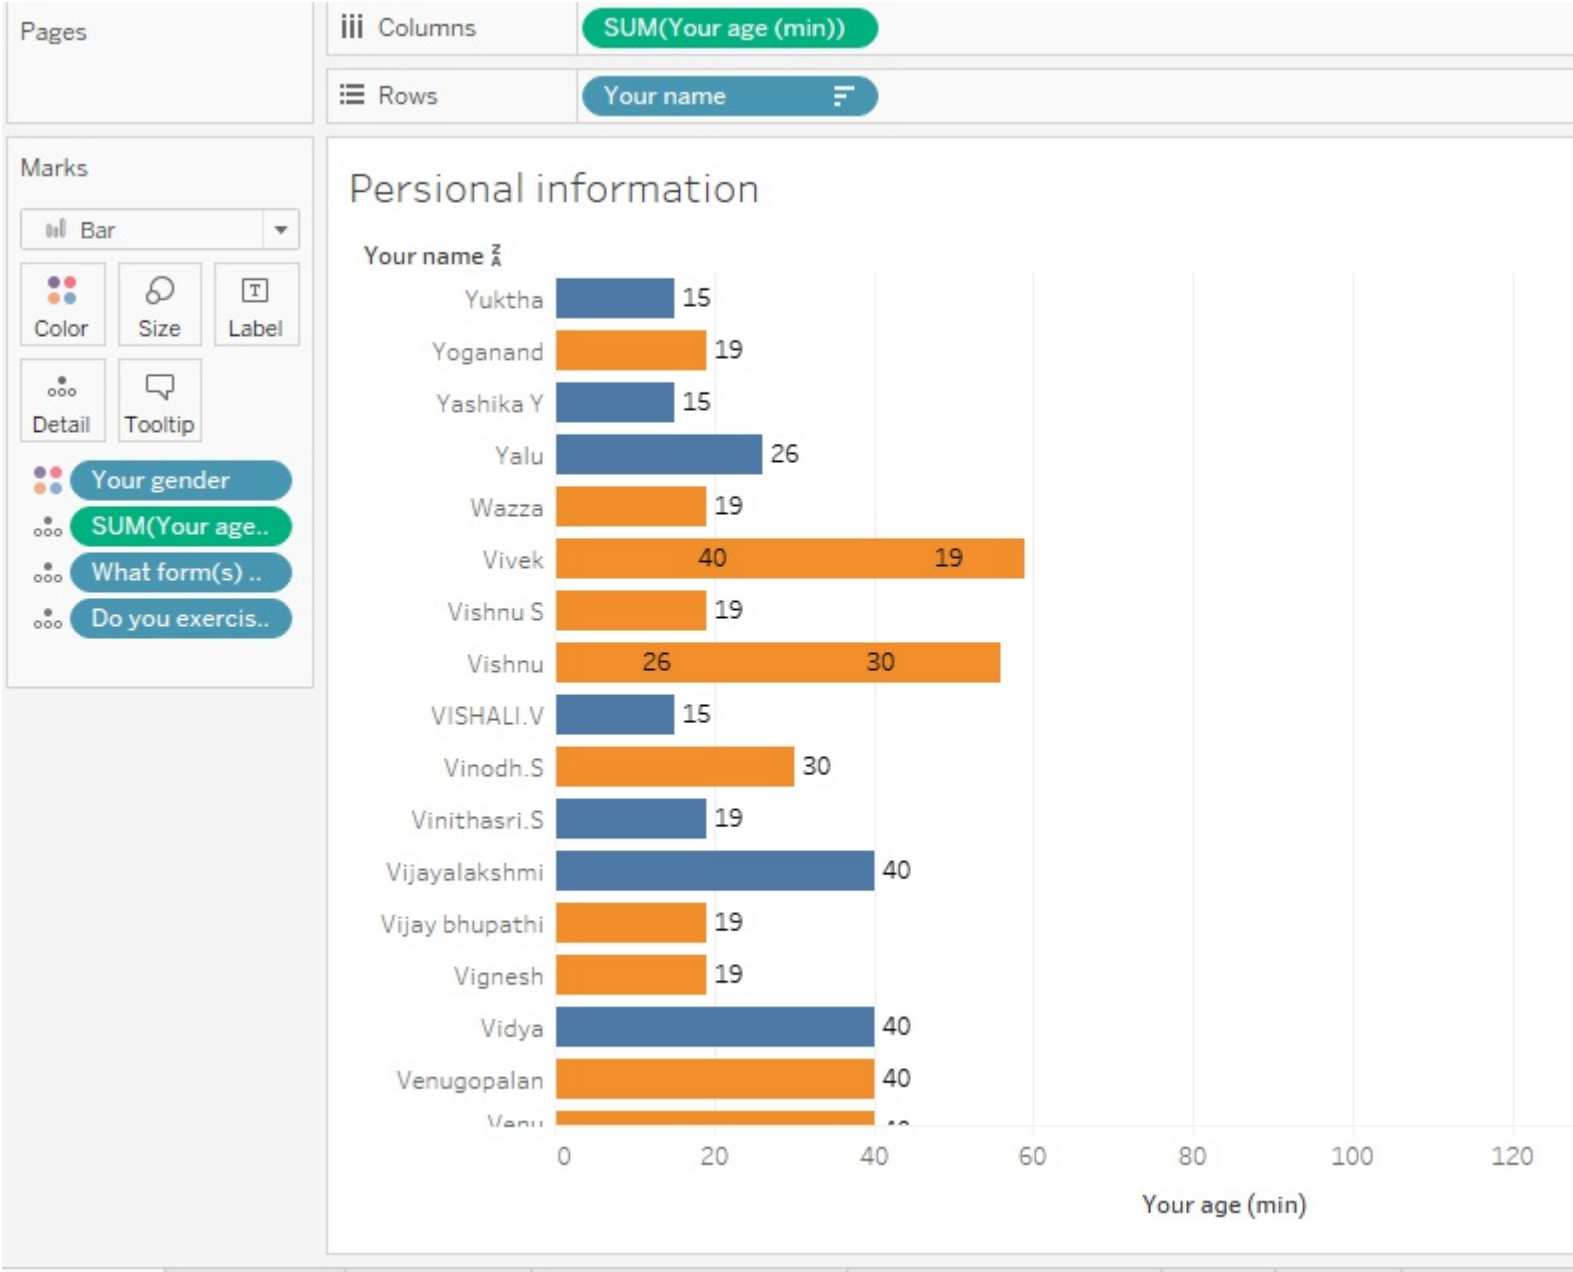 Pages
Columns SUM(Your age (min))
Rows Your name
Marks
Bar
Color Size Label
Detail Tooltip
Your gender
SUM(Your age..
What form(s) ..
Do you exercis..
Persional information
Your name
Yuktha 15
Yoganand 19
Yashika Y 15
Yalu 26
Wazza 19
Vivek 40 19
Vishnu S 19
Vishnu 26 30
VISHALI.V 15
Vinodh.S 30
Vinithasri.S 19
Vijayalakshmi 40
Vijay bhupathi 19
Vignesh 19
Vidya 40
Venugopalan 40
Venu
0 20 40 60 80 100 120
Your age (min)